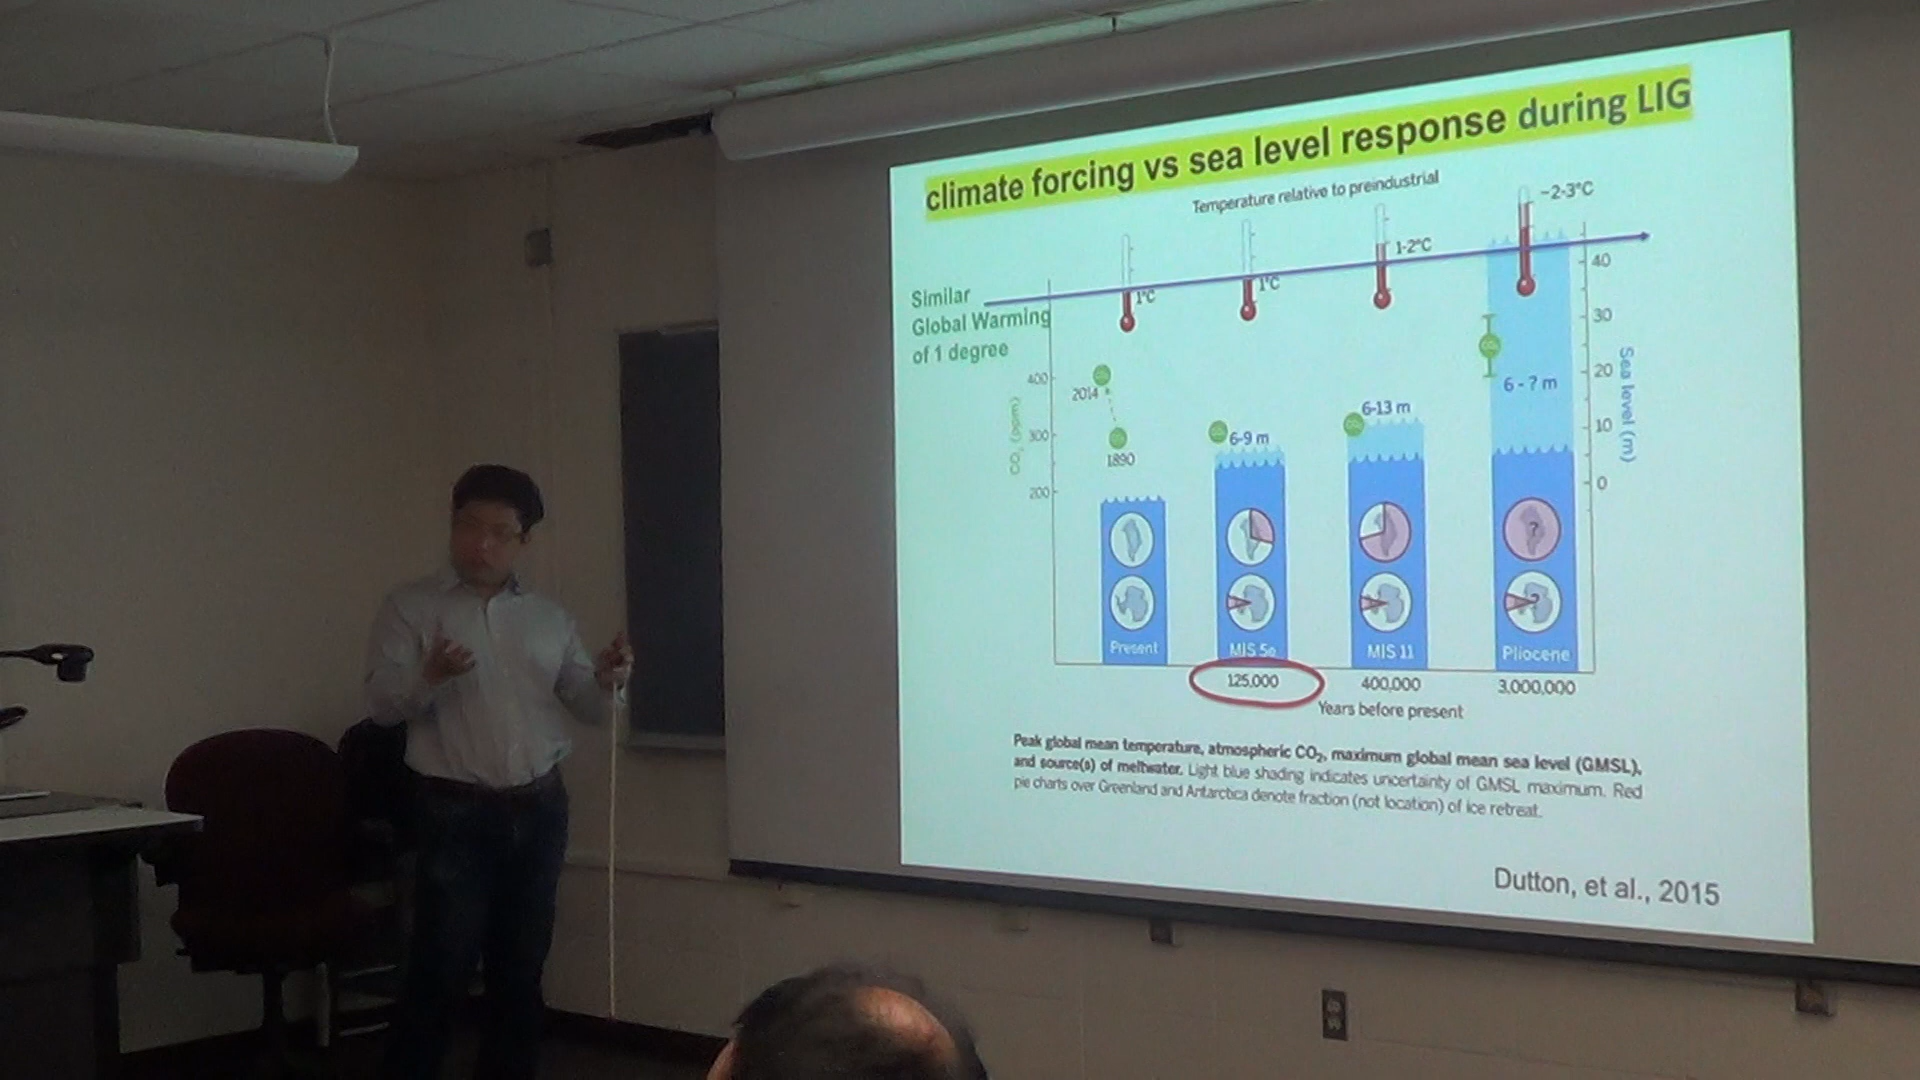 climate forcing vs sea level response during LIG
Temperature relative to preindustrial
~2-3°C
1-2°C
1°C
1°C
Similar
Global Warming
of 1 degree
40
30
20
10
0
Sea level (m)
400
300
200
CO₂ (ppm)
2014
1890
CO₂
6-9 m
6-13 m
6 - ? m
?
?
Present
MIS 5e
MIS 11
Pliocene
125,000
400,000
3,000,000
Years before present
Peak global mean temperature, atmospheric CO₂, maximum global mean sea level (GMSL),
and source(s) of meltwater. Light blue shading indicates uncertainty of GMSL maximum. Red
pie charts over Greenland and Antarctica denote fraction (not location) of ice retreat.
Dutton, et al., 2015